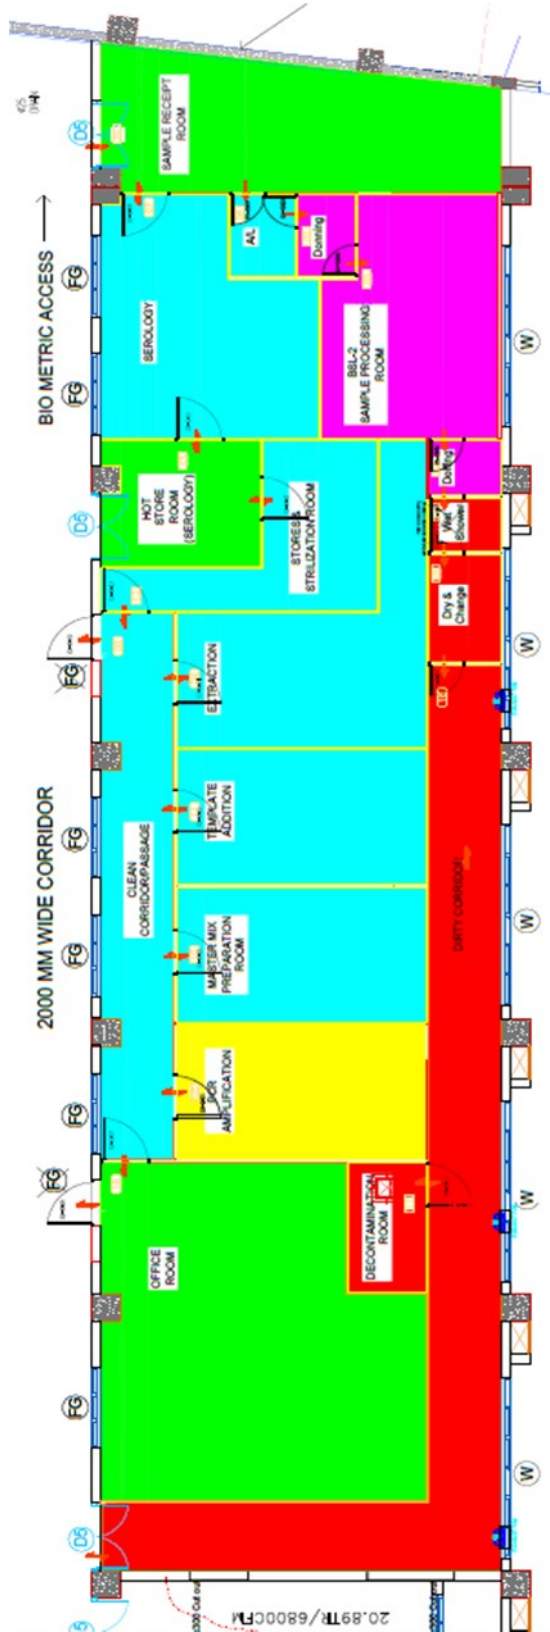 SAMPLE RECEIPT
ROOM
D5
BIO METRIC ACCESS
FG
FG
SEROLOGY
A/L
Donning
BSL-2
SAMPLE PROCESSING
ROOM
W
D5
HOT
STORE
ROOM
(SEROLOGY)
STORES &
STRILIZATION ROOM
Wet
Shower
Dry &
Change
W
FG
EXTRACTION
2000 MM WIDE CORRIDOR
FG
TEMPLATE
ADDITION
CLEAN
CORRIDOR/PASSAGE
FG
MASTER MIX
PREPARATION
ROOM
DIRTY CORRIDOR
W
FG
PCR
AMPLIFICATION
FG
OFFICE
ROOM
DECONTAMINATION
ROOM
W
FG
W
D5
20.89TR/6800CFM